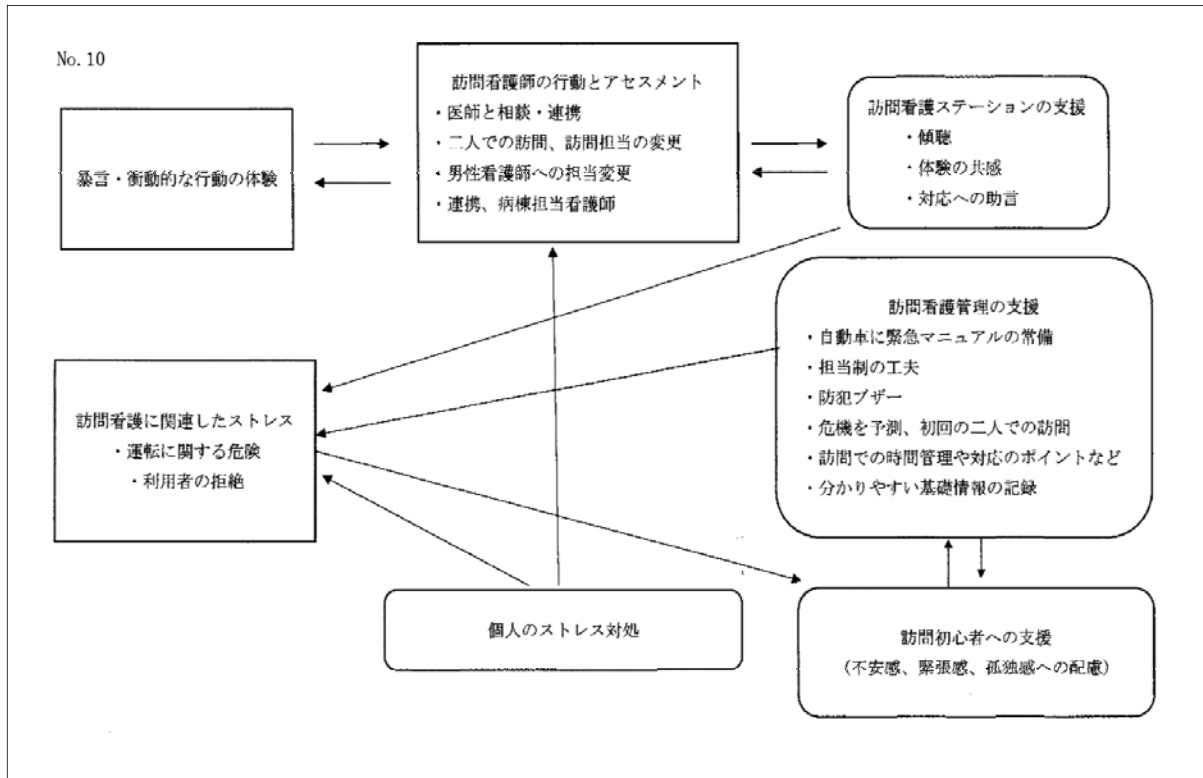 No. 10
暴言・衝動的な行動の体験
訪問看護師の行動とアセスメント
・医師と相談・連携
・二人での訪問、訪問担当の変更
・男性看護師への担当変更
・連携、病棟担当看護師
訪問看護ステーションの支援
・傾聴
・体験の共感
・対応への助言
訪問看護管理の支援
・自動車に緊急マニュアルの常備
・担当制の工夫
・防犯ブザー
・危機を予測、初回の二人での訪問
・訪問での時間管理や対応のポイントなど
・分かりやすい基礎情報の記録
訪問看護に関連したストレス
・運転に関する危険
・利用者の拒絶
個人のストレス対処
訪問初心者への支援
(不安感、緊張感、孤独感への配慮)